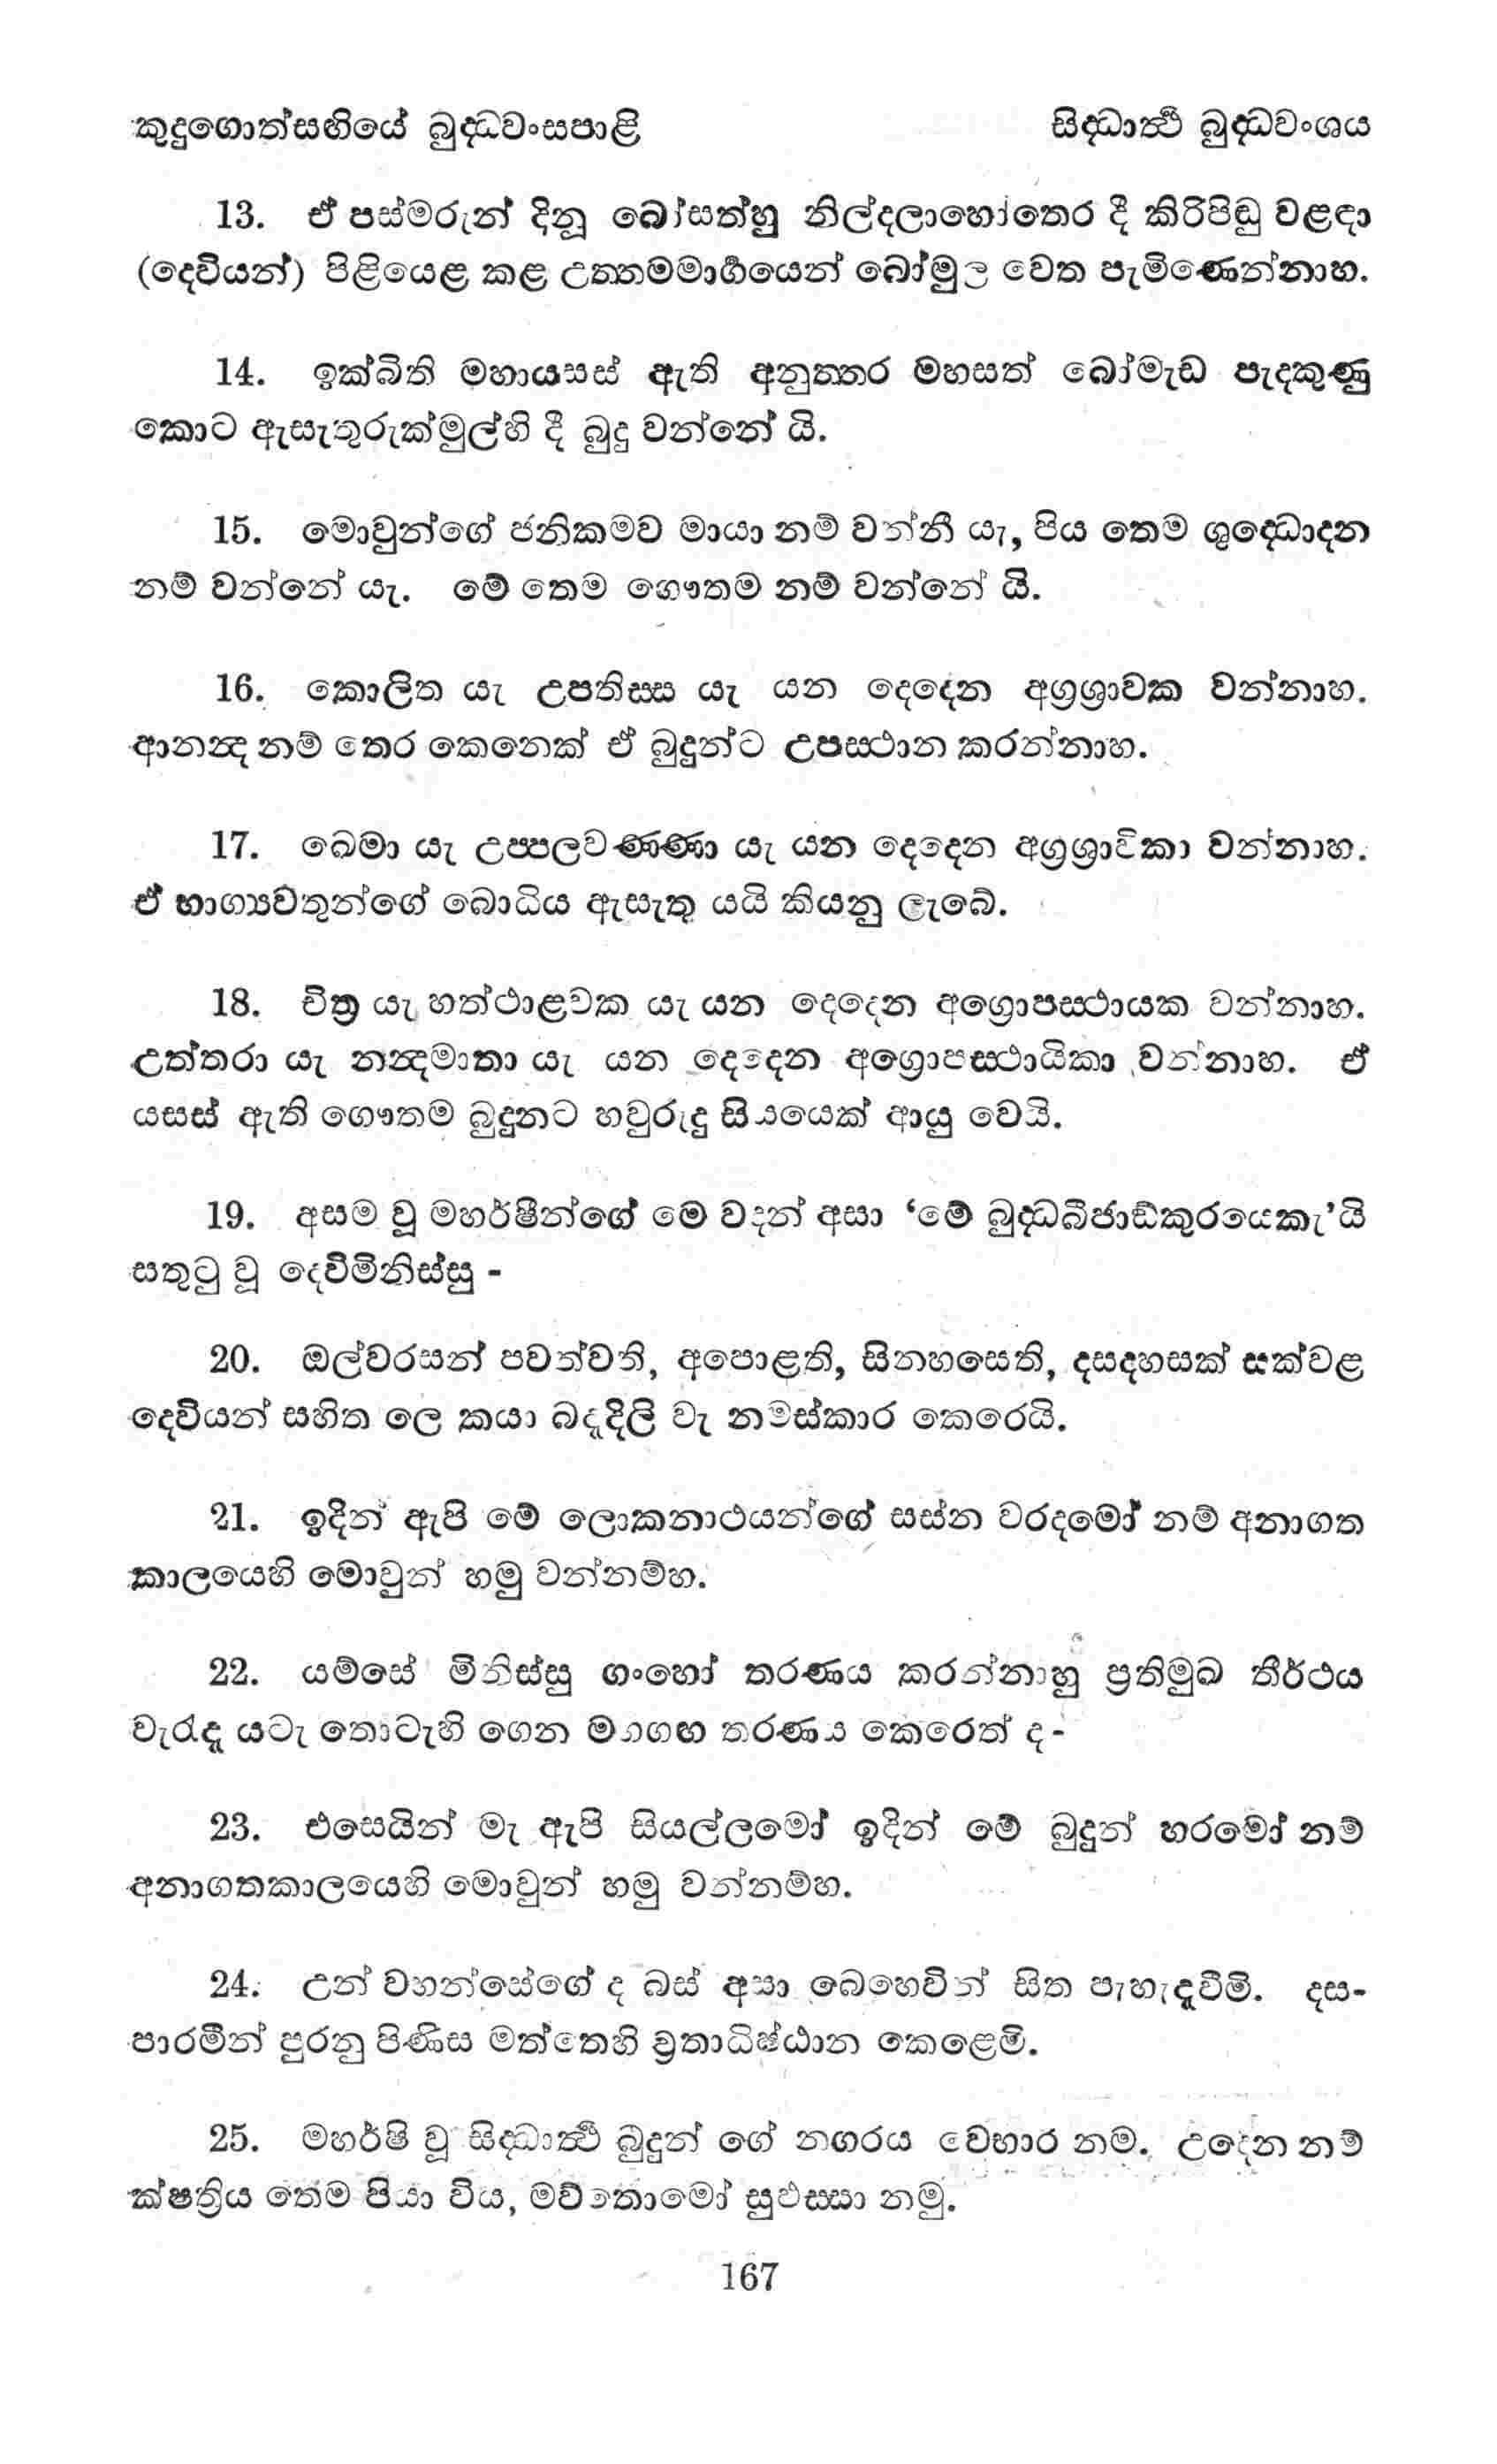 කුදුගොත්සඟියේ බුද්ධවංසපාළි
සිද්ධාර්ත්ථ බුද්ධවංශය
13. ඒ පස්මරුන් දිනූ බෝසත්හු නිල්දලාහෝතෙර දී කිරිපිඬු වළඳා
(දෙවියන්) පිළියෙළ කළ උත්තමමාර්ගයෙන් බෝමුල වෙත පැමිණෙන්නාහ.
14. ඉක්බිති මහායසස් ඇති අනුත්තර මහසත් බෝමැඩ පැදකුණු
කොට ඇසැතුරුක්මුල්හි දී බුදු වන්නේ යි.
15. මොවුන්ගේ ජනිකමව මායා නම් වන්නී යැ, පිය තෙම ශුද්ධොදන
නම් වන්නේ යැ. මේ තෙම ගෞතම නම් වන්නේ යි.
16. කොලිත යැ උපතිස්ස යැ යන දෙදෙන අග්‍රශ්‍රාවක වන්නාහ.
ආනන්ද නම් තෙර කෙනෙක් ඒ බුදුන්ට උපස්ථාන කරන්නාහ.
17. ඛෙමා යැ උප්පලවණ්ණා යැ යන දෙදෙන අග්‍රශ්‍රාවිකා වන්නාහ.
ඒ භාග්‍යවතුන්ගේ බොධිය ඇසැතු යයි කියනු ලැබේ.
18. චිත්‍ර යැ හත්ථාළවක යැ යන දෙදෙන අග්‍රොපස්ථායක වන්නාහ.
උත්තරා යැ නන්දමාතා යැ යන දෙදෙන අග්‍රොපස්ථායිකා වන්නාහ. ඒ
යසස් ඇති ගෞතම බුදුනට හවුරුදු සියයෙක් ආයු වෙයි.
19. අසම වූ මහර්ෂීන්ගේ මෙ වදන් අසා ‘මේ බුද්ධබීජාඞ්කුරයෙකැ’යි
සතුටු වූ දෙව්මිනිස්සු -
20. ඔල්වරසන් පවත්වති, අපොළති, සිනහසෙති, දසදහසක් සක්වළ
දෙවියන් සහිත ලෙ කයා බදැදිලි වැ නමස්කාර කෙරෙයි.
21. ඉදින් ඇපි මේ ලොකනාථයන්ගේ සස්න වරදමෝ නම් අනාගත
කාලයෙහි මොවුන් හමු වන්නම්හ.
22. යම්සේ මිනිස්සු ගංහෝ තරණය කරන්නාහු ප්‍රතිමුඛ තීර්ථය
වැරැදැ යටැ තොටැහි ගෙන මහගඟ තරණය කෙරෙත් ද -
23. එසෙයින් මැ ඇපි සියල්ලමෝ ඉදින් මේ බුදුන් හරමෝ නම්
අනාගතකාලයෙහි මොවුන් හමු වන්නම්හ.
24. උන් වහන්සේගේ ද බස් අසා බෙහෙවින් සිත පැහැදැවීමි. දස-
පාරමීන් පුරනු පිණිස මත්තෙහි ව්‍රතාධිෂ්ඨාන කෙළෙමි.
25. මහර්ෂි වූ සිද්ධාර්ත්ථ බුදුන් ගේ නගරය වෙභාර නම. උදේන නම්
ක්ෂත්‍රිය තෙම පියා විය, මව් තොමෝ සුඵස්සා නමු.
167